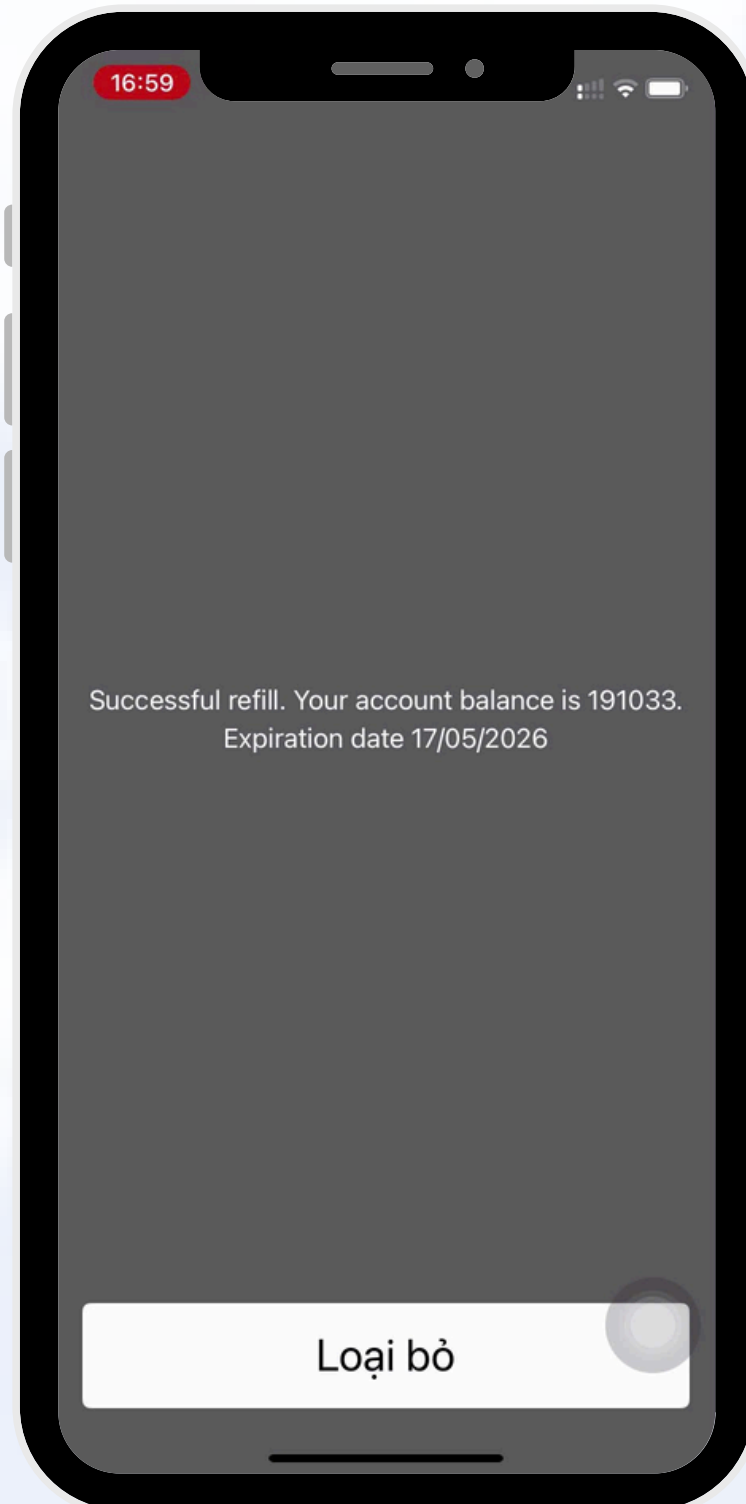 16:59
Successful refill. Your account balance is 191033.
Expiration date 17/05/2026
Loại bỏ